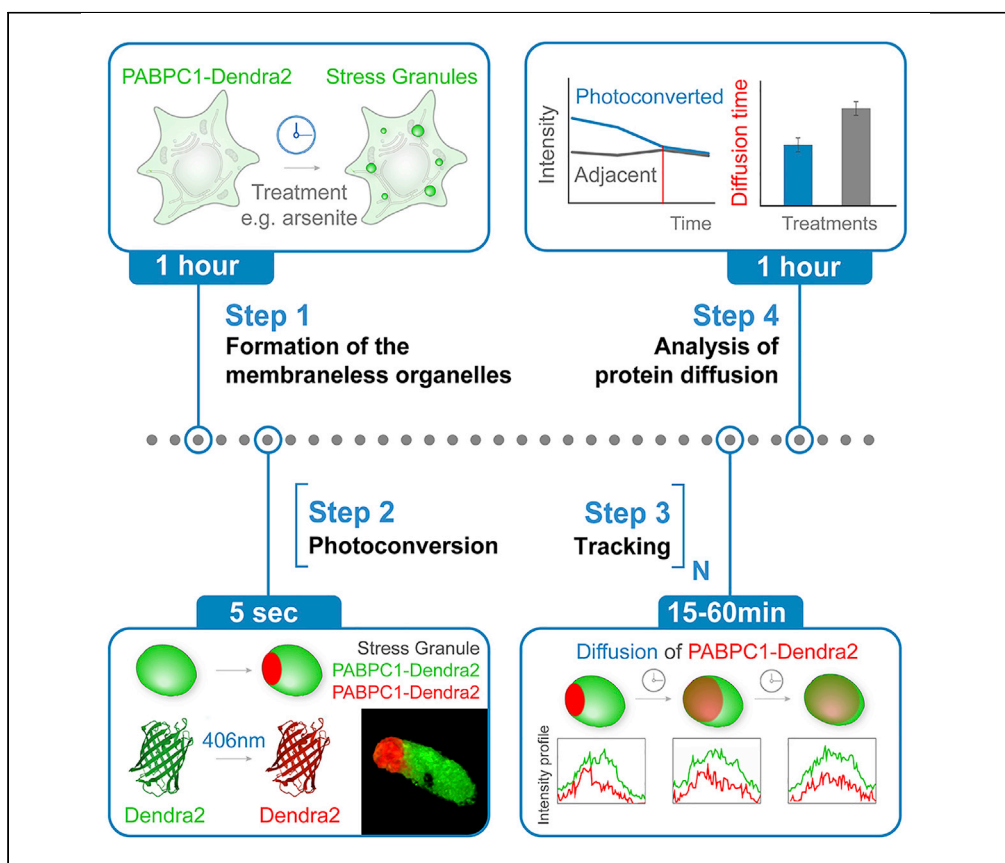 PABPC1-Dendra2
Stress Granules
Treatment
e.g. arsenite
1 hour
Step 1
Formation of the
membraneless organelles
Step 2
Photoconversion
5 sec
Stress Granule
PABPC1-Dendra2
PABPC1-Dendra2
406nm
Dendra2
Dendra2
Step 3
Tracking
N
15-60min
Diffusion of PABPC1-Dendra2
Intensity profile
Intensity
Photoconverted
Adjacent
Time
Diffusion time
Treatments
1 hour
Step 4
Analysis of
protein diffusion